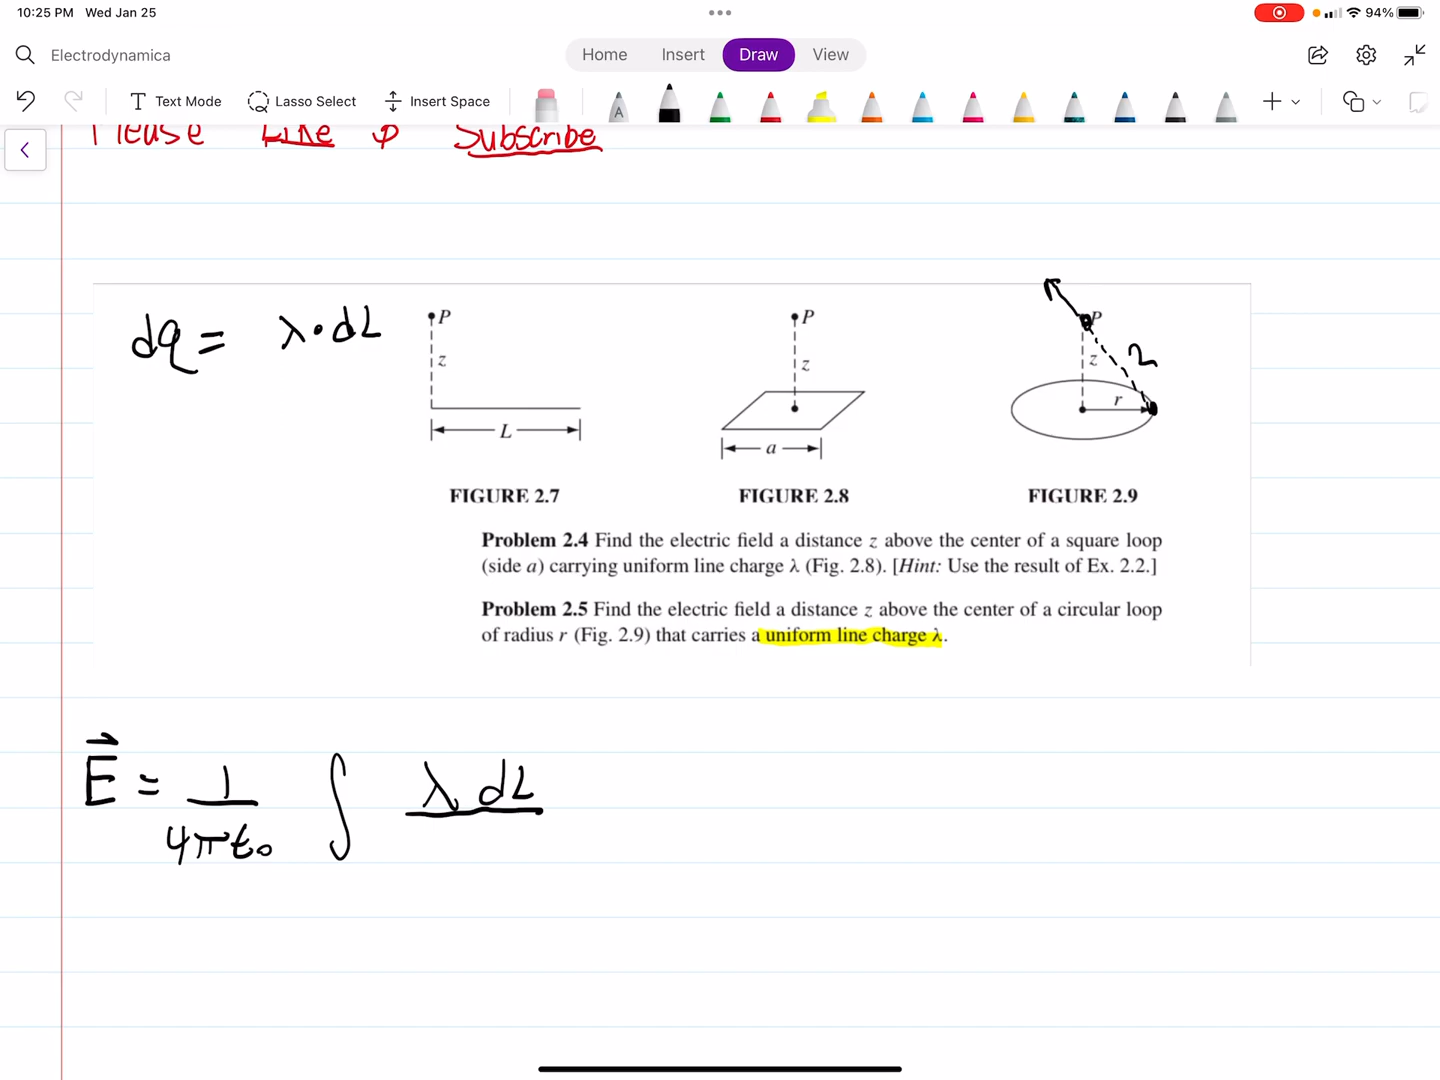 10:25 PM Wed Jan 25
94%
Electrodynamica
Home Insert Draw View
Text Mode Lasso Select Insert Space
Please Like & Subscribe
dq = λ·dL
P
z
L
P
z
a
P
z
r
FIGURE 2.7 FIGURE 2.8 FIGURE 2.9
Problem 2.4 Find the electric field a distance z above the center of a square loop
(side a) carrying uniform line charge λ (Fig. 2.8). [Hint: Use the result of Ex. 2.2.]
Problem 2.5 Find the electric field a distance z above the center of a circular loop
of radius r (Fig. 2.9) that carries a uniform line charge λ.
E⃗ = 1/4πε₀ ∫ λ dL